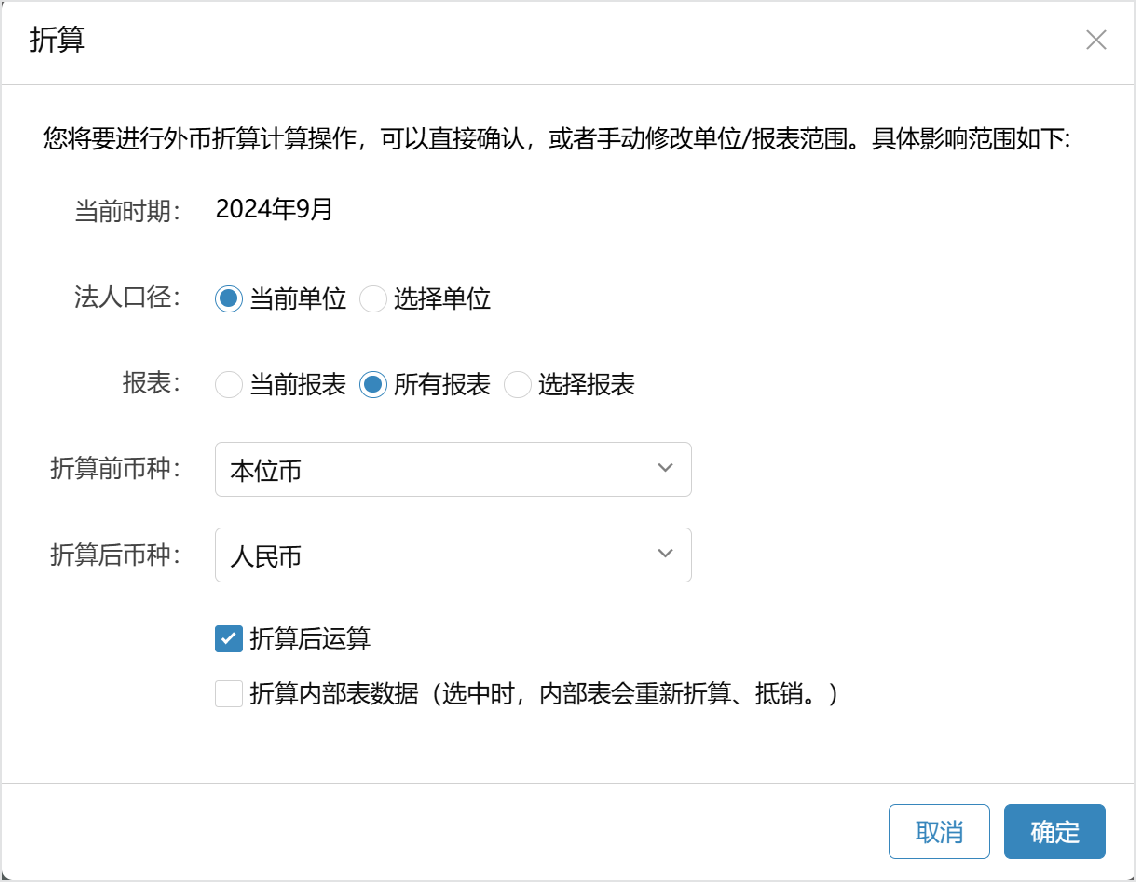 折算
您将要进行外币折算计算操作，可以直接确认，或者手动修改单位/报表范围。具体影响范围如下:
当前时期： 2024年9月
法人口径： 当前单位 选择单位
报表： 当前报表 所有报表 选择报表
折算前币种： 本位币
折算后币种： 人民币
折算后运算
折算内部表数据（选中时，内部表会重新折算、抵销。）
取消 确定